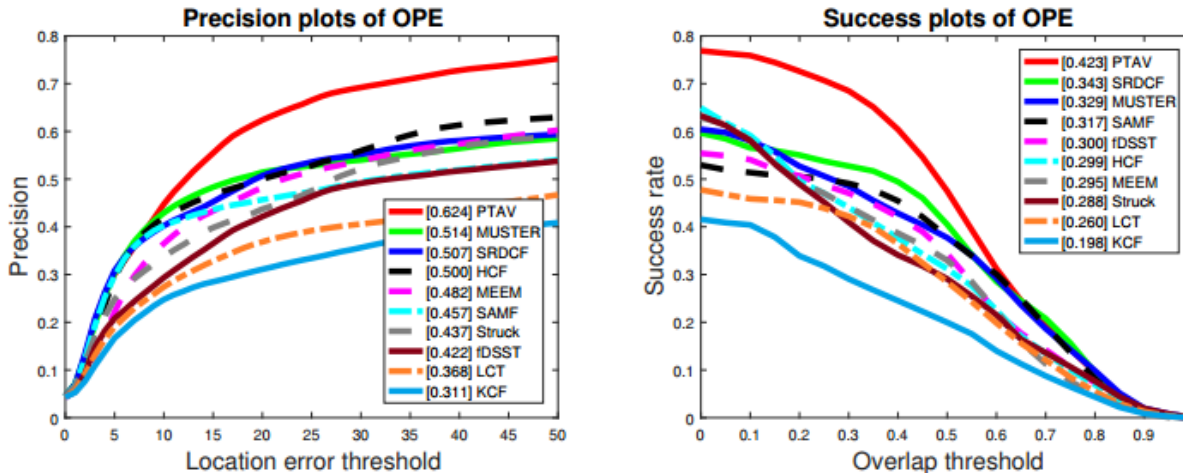 Precision plots of OPE
0.8
0.7
0.6
0.5
0.4
0.3
0.2
0.1
0
Precision
[0.624] PTAV
[0.514] MUSTER
[0.507] SRDCF
[0.500] HCF
[0.482] MEEM
[0.457] SAMF
[0.437] Struck
[0.422] fDSST
[0.368] LCT
[0.311] KCF
0 5 10 15 20 25 30 35 40 45 50
Location error threshold
Success plots of OPE
0.8
0.7
0.6
0.5
0.4
0.3
0.2
0.1
0
Success rate
[0.423] PTAV
[0.343] SRDCF
[0.329] MUSTER
[0.317] SAMF
[0.300] fDSST
[0.299] HCF
[0.295] MEEM
[0.288] Struck
[0.260] LCT
[0.198] KCF
0 0.1 0.2 0.3 0.4 0.5 0.6 0.7 0.8 0.9
Overlap threshold